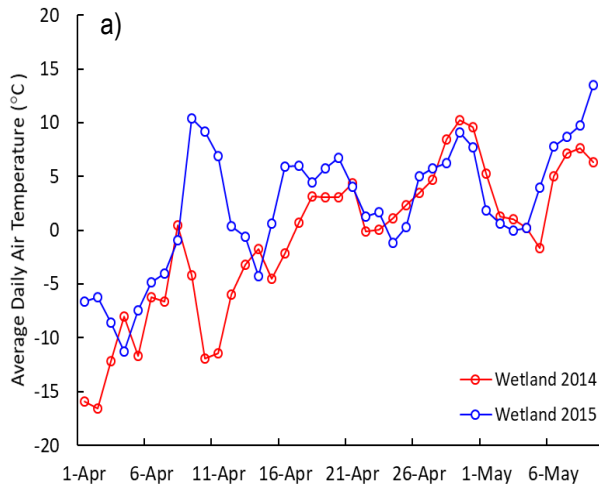 a)
Average Daily Air Temperature (°C)
20
15
10
5
0
-5
-10
-15
-20
1-Apr 6-Apr 11-Apr 16-Apr 21-Apr 26-Apr 1-May 6-May
Wetland 2014
Wetland 2015